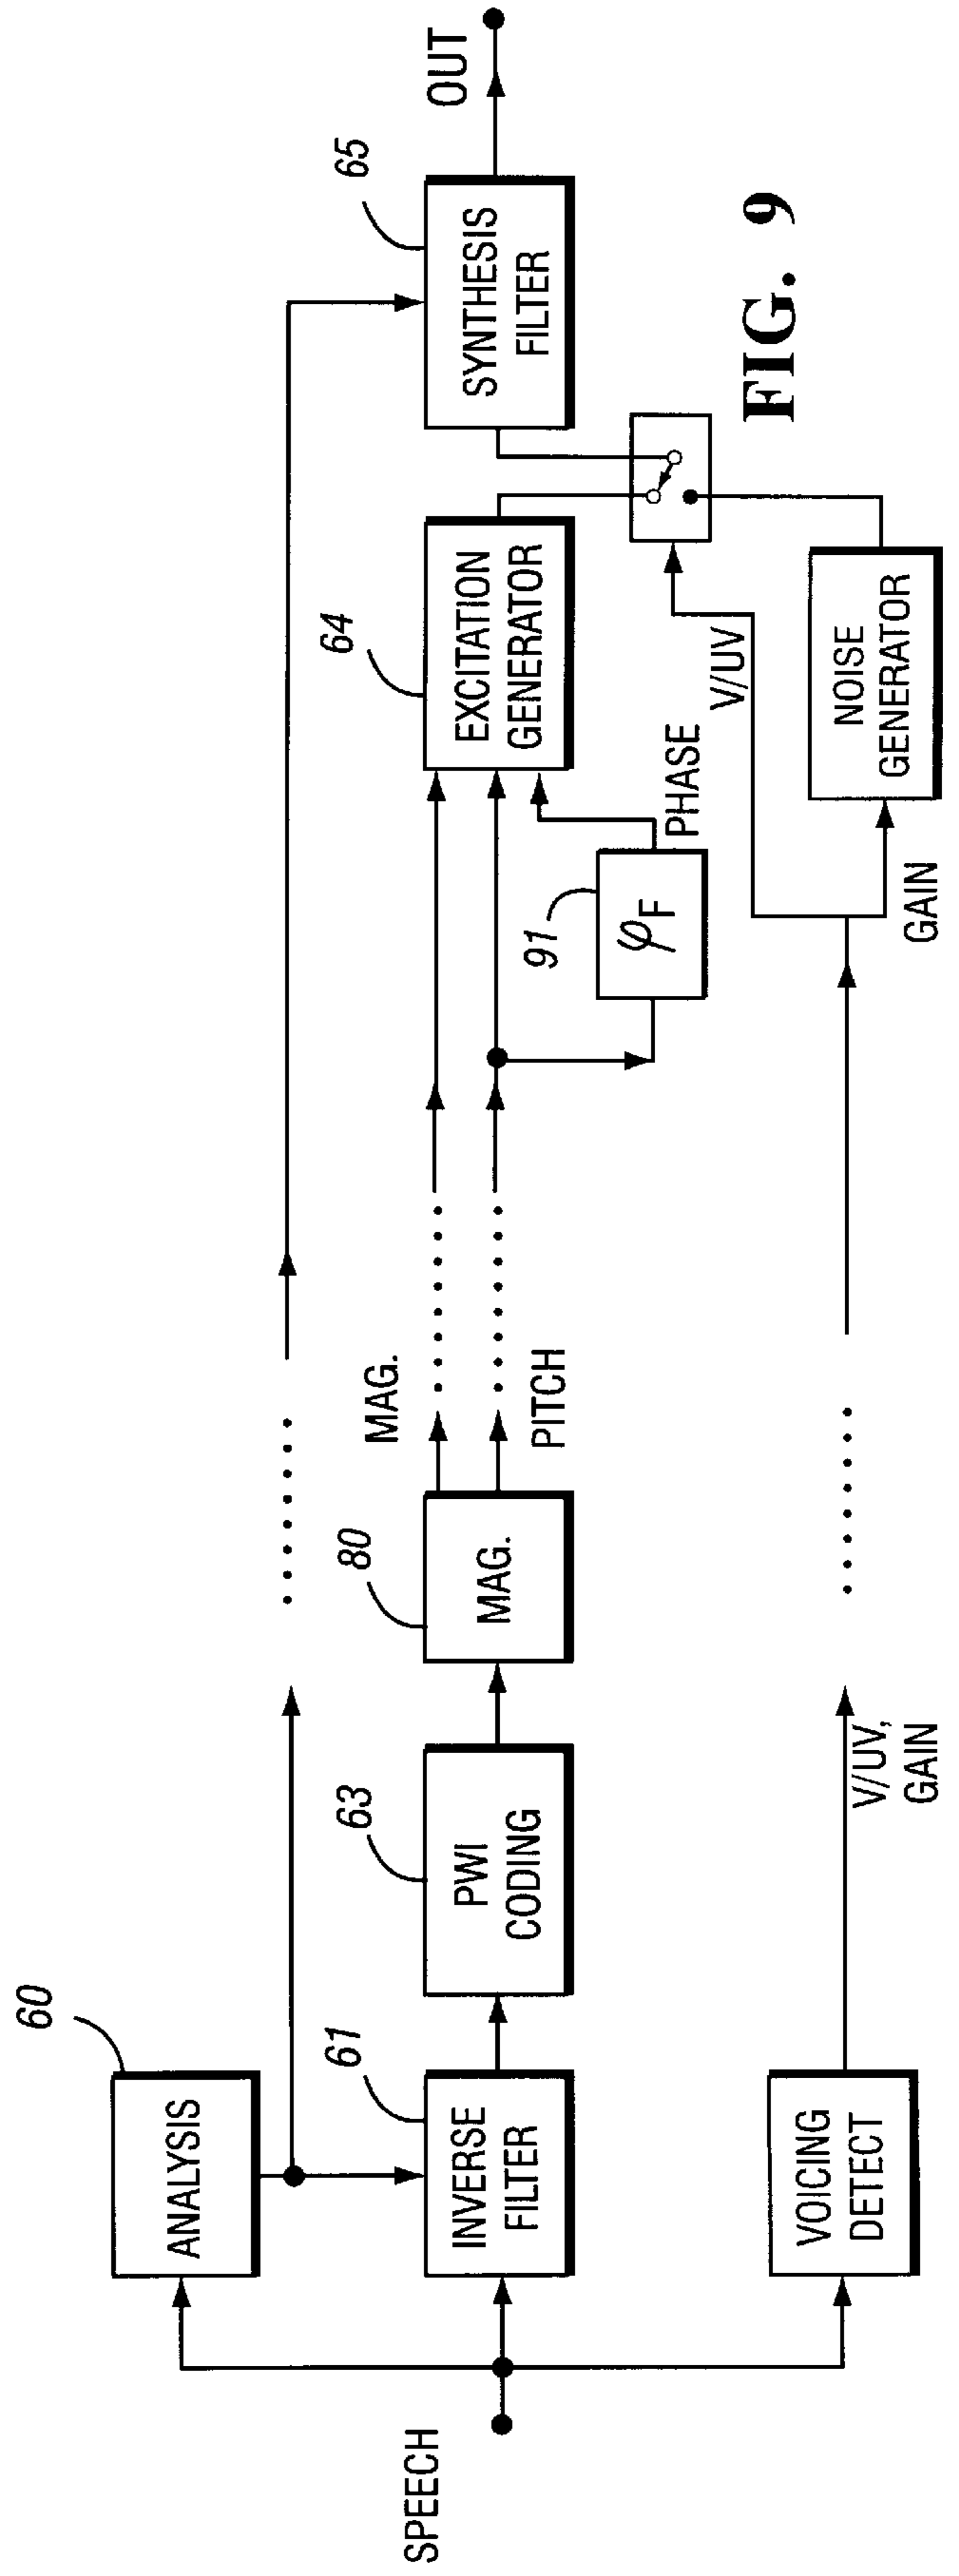 60
ANALYSIS
SPEECH
61
INVERSE
FILTER
VOICING
DETECT
63
PWI
CODING
V/UV,
GAIN
80
MAG.
MAG.
PITCH
91
φF
PHASE
64
EXCITATION
GENERATOR
V/UV
GAIN
NOISE
GENERATOR
65
SYNTHESIS
FILTER
OUT
FIG. 9